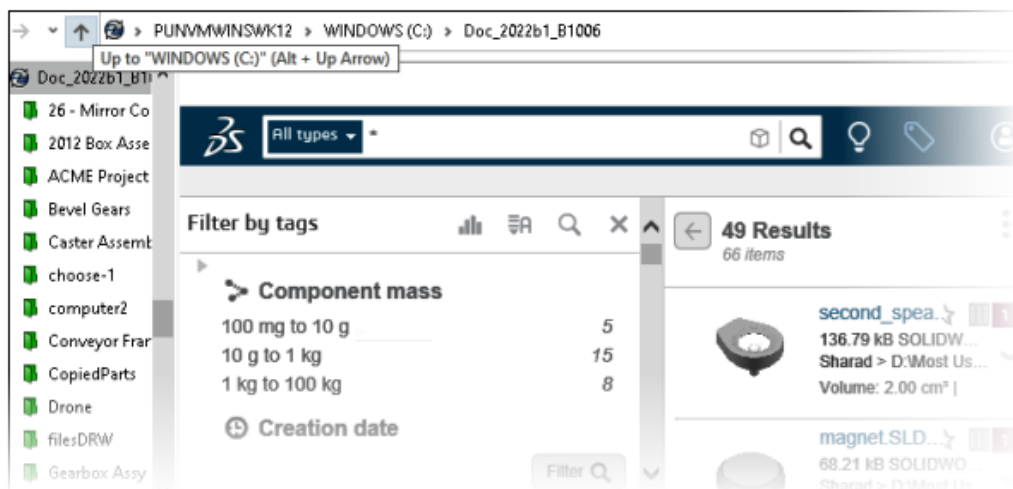 PUNVMWINSWK12 > WINDOWS (C:) > Doc_2022b1_B1006
Up to "WINDOWS (C:)" (Alt + Up Arrow)
Doc_2022b1_B1
26 - Mirror Co
2012 Box Asse
ACME Project
Bevel Gears
Caster Assemb
choose-1
computer2
Conveyor Frar
CopiedParts
Drone
filesDRW
Gearbox Assy
All types *
Filter by tags
Component mass
100 mg to 10 g 5
10 g to 1 kg 15
1 kg to 100 kg 8
Creation date
Filter
49 Results
66 items
second_spea...
136.79 kB SOLIDW...
Sharad > D:\Most Us...
Volume: 2.00 cm³ |
magnet.SLD...
68.21 kB SOLIDWO...
Sharad > D:\Most Us...